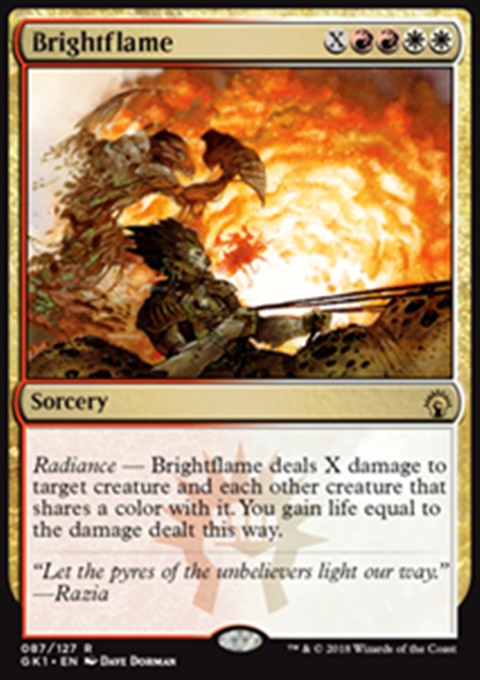 Brightflame X
Sorcery
Radiance — Brightflame deals X damage to
target creature and each other creature that
shares a color with it. You gain life equal to
the damage dealt this way.
"Let the pyres of the unbelievers light our way."
—Razia
087/127 R
GK1 • EN Dave Dorman
™ & © 2018 Wizards of the Coast